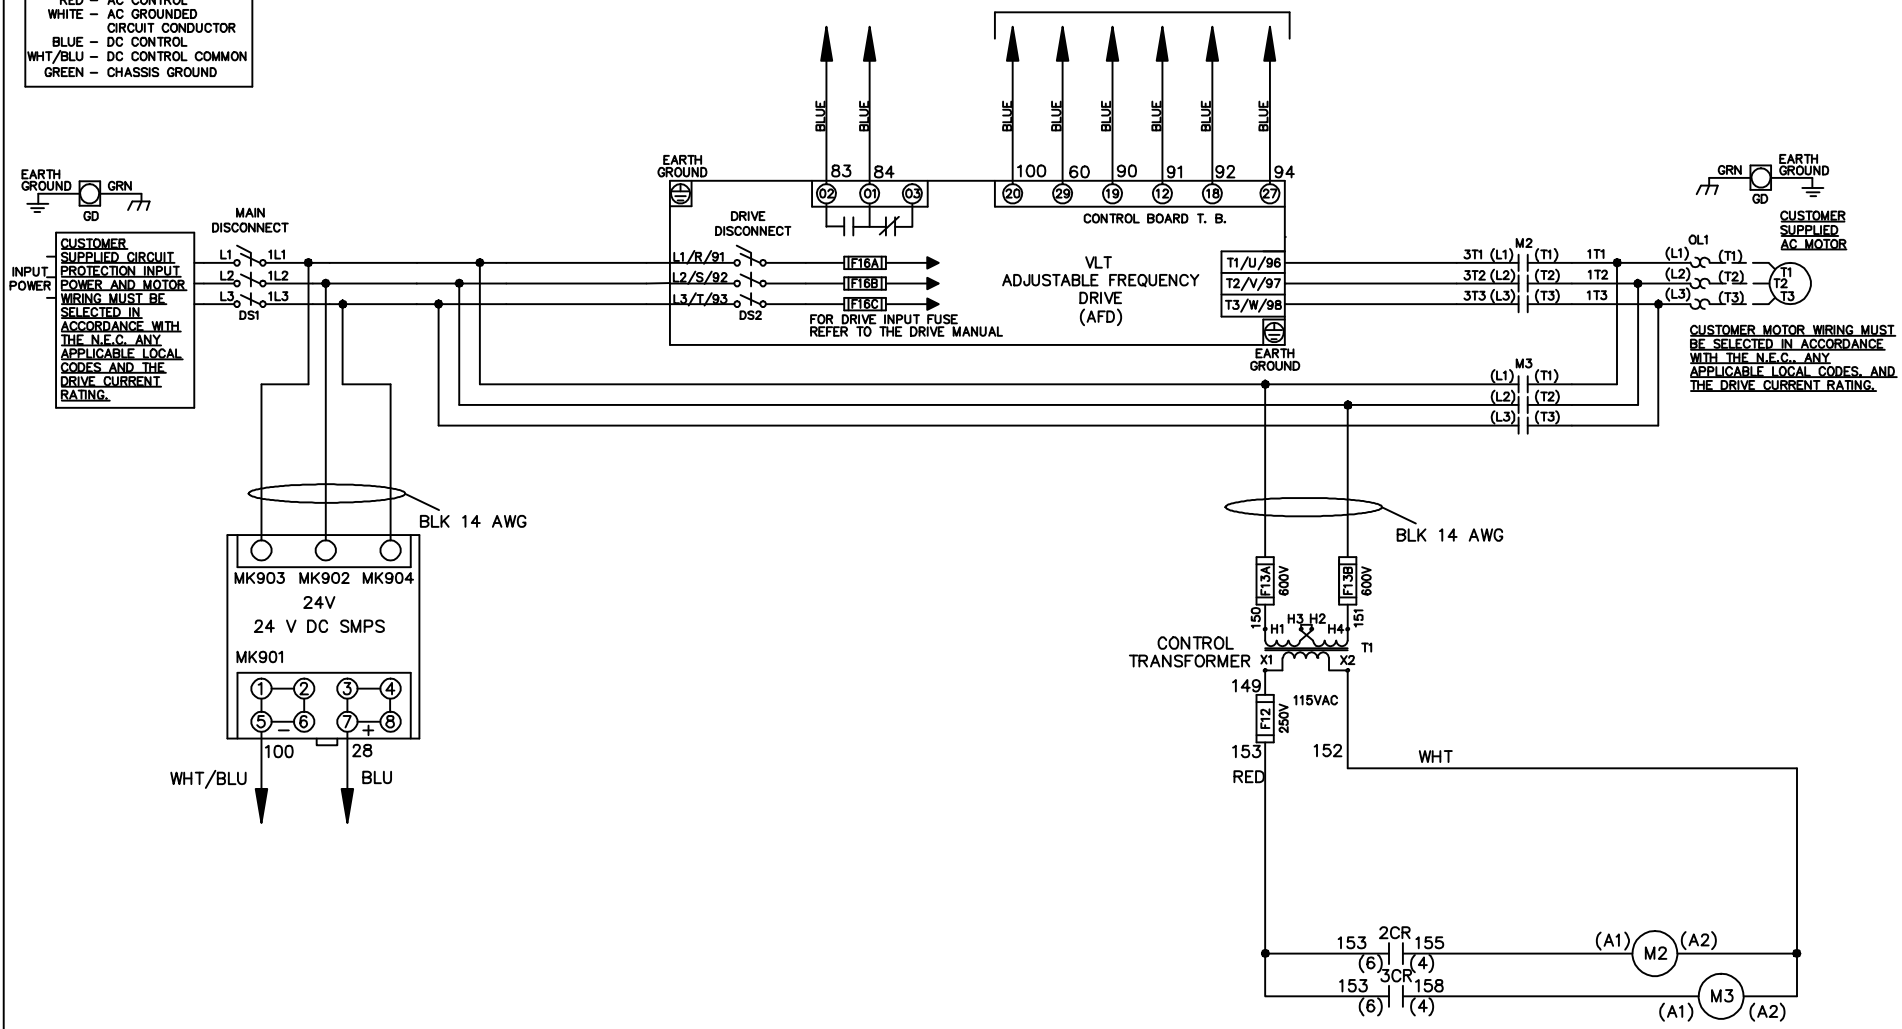 RED – AC CONTROL
WHITE – AC GROUNDED
CIRCUIT CONDUCTOR
BLUE – DC CONTROL
WHT/BLU – DC CONTROL COMMON
GREEN – CHASSIS GROUND
BLUE
BLUE
BLUE
BLUE
BLUE
BLUE
BLUE
BLUE
EARTH
GROUND
GRN
GD
MAIN
DISCONNECT
INPUT
POWER
CUSTOMER
SUPPLIED CIRCUIT
PROTECTION INPUT
POWER AND MOTOR
WIRING MUST BE
SELECTED IN
ACCORDANCE WITH
THE N.E.C. ANY
APPLICABLE LOCAL
CODES AND THE
DRIVE CURRENT
RATING.
L1 1L1
L2 1L2
L3 1L3
DS1
EARTH
GROUND
83 84
02 01 03
100 60 90 91 92 94
20 29 19 12 18 27
CONTROL BOARD T. B.
DRIVE
DISCONNECT
L1/R/91
L2/S/92
L3/T/93
DS2
F16A
F16B
F16C
FOR DRIVE INPUT FUSE
REFER TO THE DRIVE MANUAL
VLT
ADJUSTABLE FREQUENCY
DRIVE
(AFD)
T1/U/96
T2/V/97
T3/W/98
EARTH
GROUND
M2
3T1 (L1) (T1) 1T1
3T2 (L2) (T2) 1T2
3T3 (L3) (T3) 1T3
M3
(L1) (T1)
(L2) (T2)
(L3) (T3)
GRN
GD
EARTH
GROUND
CUSTOMER
SUPPLIED
AC MOTOR
OL1
(L1) (T1)
(L2) (T2)
(L3) (T3)
T1
T2
T3
CUSTOMER MOTOR WIRING MUST
BE SELECTED IN ACCORDANCE
WITH THE N.E.C., ANY
APPLICABLE LOCAL CODES, AND
THE DRIVE CURRENT RATING.
BLK 14 AWG
MK903 MK902 MK904
24V
24 V DC SMPS
MK901
1 2 3 4
5 6 7 8
– +
100 28
WHT/BLU BLU
BLK 14 AWG
F13A
600V
F13B
600V
150
151
H1 H3 H2 H4
T1
CONTROL
TRANSFORMER
X1 X2
149
115VAC
F12
250V
153 152
RED
WHT
2CR
153 155
(6) (4)
(A1) M2 (A2)
3CR
153 158
(6) (4)
(A1) M3 (A2)